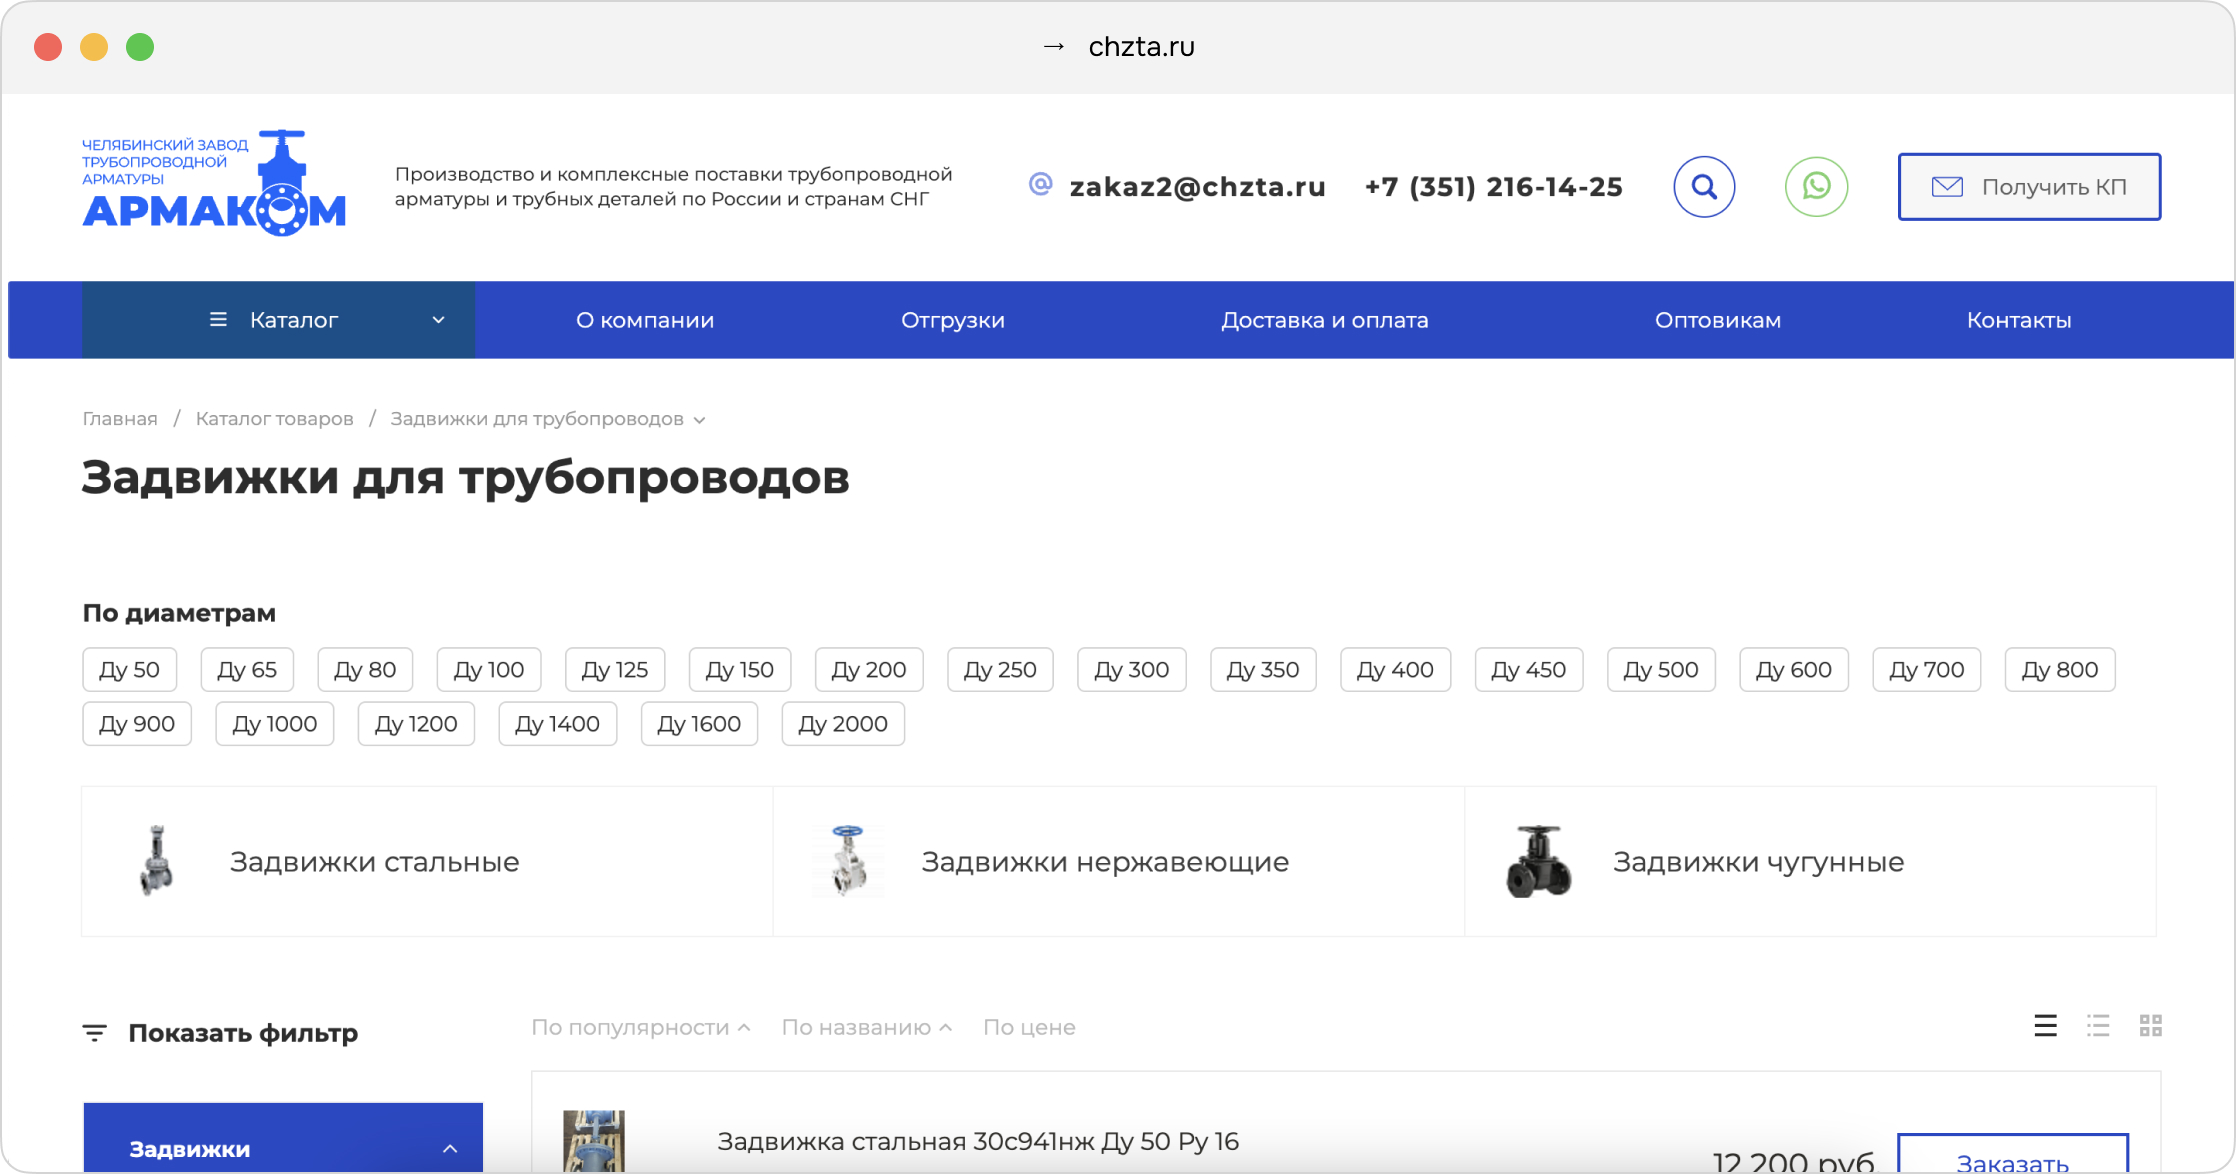 → chzta.ru
ЧЕЛЯБИНСКИЙ ЗАВОД
ТРУБОПРОВОДНОЙ
АРМАТУРЫ
АРМАКОМ
Производство и комплексные поставки трубопроводной
арматуры и трубных деталей по России и странам СНГ
zakaz2@chzta.ru +7 (351) 216-14-25 Получить КП
Каталог О компании Отгрузки Доставка и оплата Оптовикам Контакты
Главная / Каталог товаров / Задвижки для трубопроводов
Задвижки для трубопроводов
По диаметрам
Ду 50 Ду 65 Ду 80 Ду 100 Ду 125 Ду 150 Ду 200 Ду 250 Ду 300 Ду 350 Ду 400 Ду 450 Ду 500 Ду 600 Ду 700 Ду 800
Ду 900 Ду 1000 Ду 1200 Ду 1400 Ду 1600 Ду 2000
Задвижки стальные Задвижки нержавеющие Задвижки чугунные
Показать фильтр По популярности По названию По цене
Задвижки
Задвижка стальная 30с941нж Ду 50 Ру 16
12 200 руб Заказать